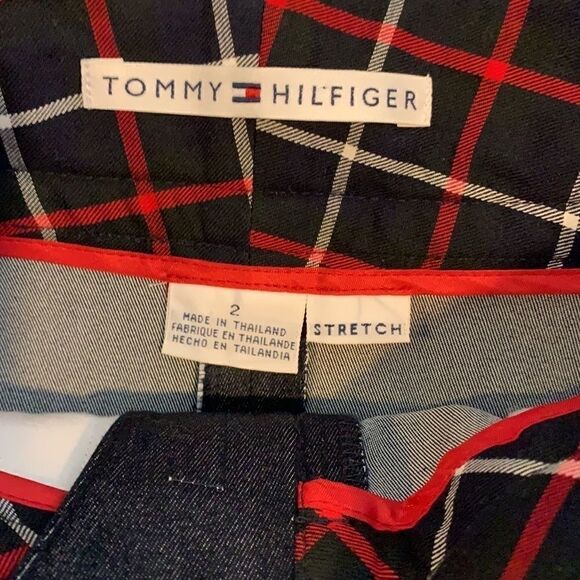 TOMMY HILFIGER
2
MADE IN THAILAND
FABRIQUE EN THAILANDE
HECHO EN TAILANDIA
STRETCH